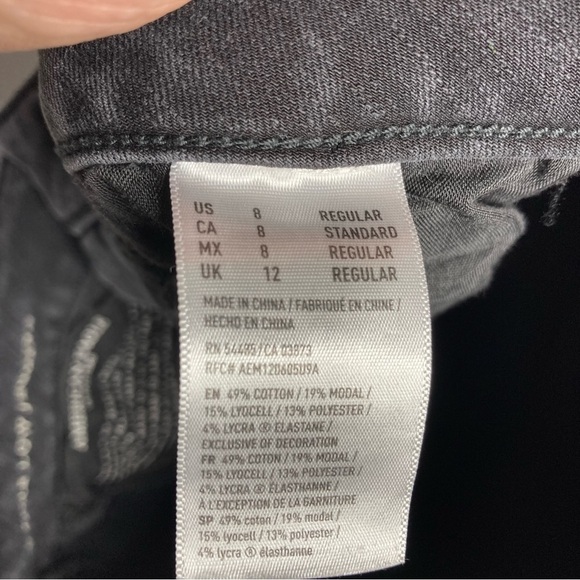 US 8 REGULAR
CA 8 STANDARD
MX 8 REGULAR
UK 12 REGULAR
MADE IN CHINA / FABRIQUÉ EN CHINE /
HECHO EN CHINA
RN 54485/CA 03873
RFC# AEM120605U9A
EN 49% COTTON / 19% MODAL /
15% LYOCELL / 13% POLYESTER /
4% LYCRA ® ELASTANE /
EXCLUSIVE OF DECORATION
FR 49% COTON / 19% MODAL /
15% LYOCELL / 13% POLYESTER /
4% LYCRA ® ÉLASTHANNE /
À L'EXCEPTION DE LA GARNITURE
SP 49% coton / 19% modal /
15% lyocell / 13% polyester /
4% lycra ® élasthanne